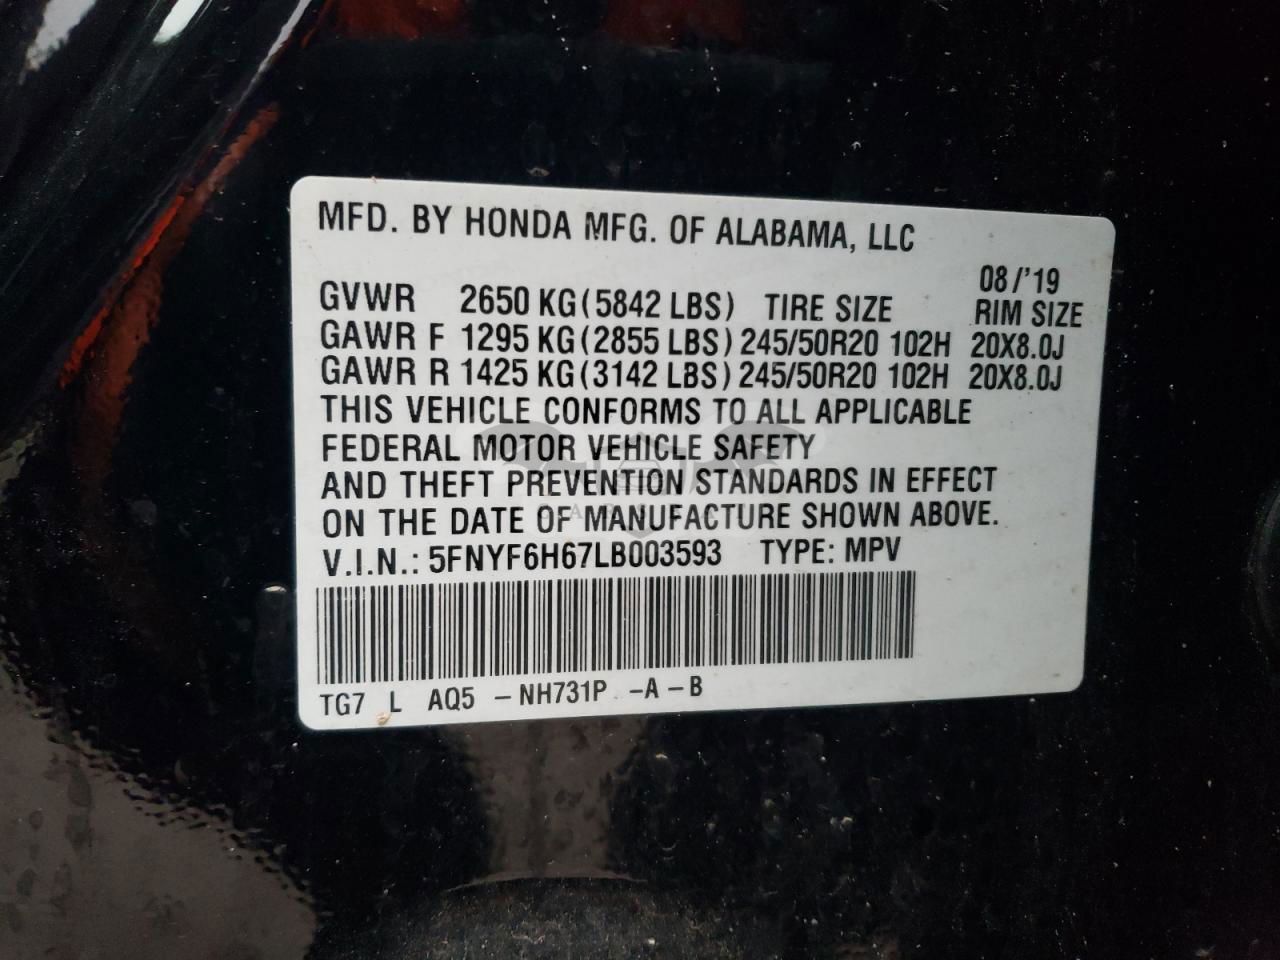 MFD. BY HONDA MFG. OF ALABAMA, LLC
08/'19
GVWR 2650 KG(5842 LBS) TIRE SIZE RIM SIZE
GAWR F 1295 KG(2855 LBS) 245/50R20 102H 20X8.0J
GAWR R 1425 KG(3142 LBS) 245/50R20 102H 20X8.0J
THIS VEHICLE CONFORMS TO ALL APPLICABLE
FEDERAL MOTOR VEHICLE SAFETY
AND THEFT PREVENTION STANDARDS IN EFFECT
ON THE DATE OF MANUFACTURE SHOWN ABOVE.
V.I.N.: 5FNYF6H67LB003593 TYPE: MPV
TG7 L AQ5 -NH731P -A-B